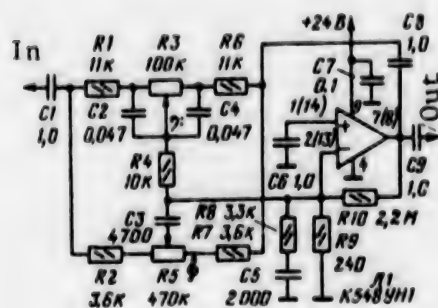 In
R1
11к
R3
100к
R6
11к
+24В
C8
1,0
C7
0,1
Out
C1
1,0
C2
0,047
C4
0,047
1(14)
2(13)
9
7(8)
4
R4
10к
C6 1,0
C9
1,0
C3
4700
R8
3,3к
R7
3,6к
R10
2,2М
R9
240
R2
3,6к
R5
470к
C5
2000
К548УН1